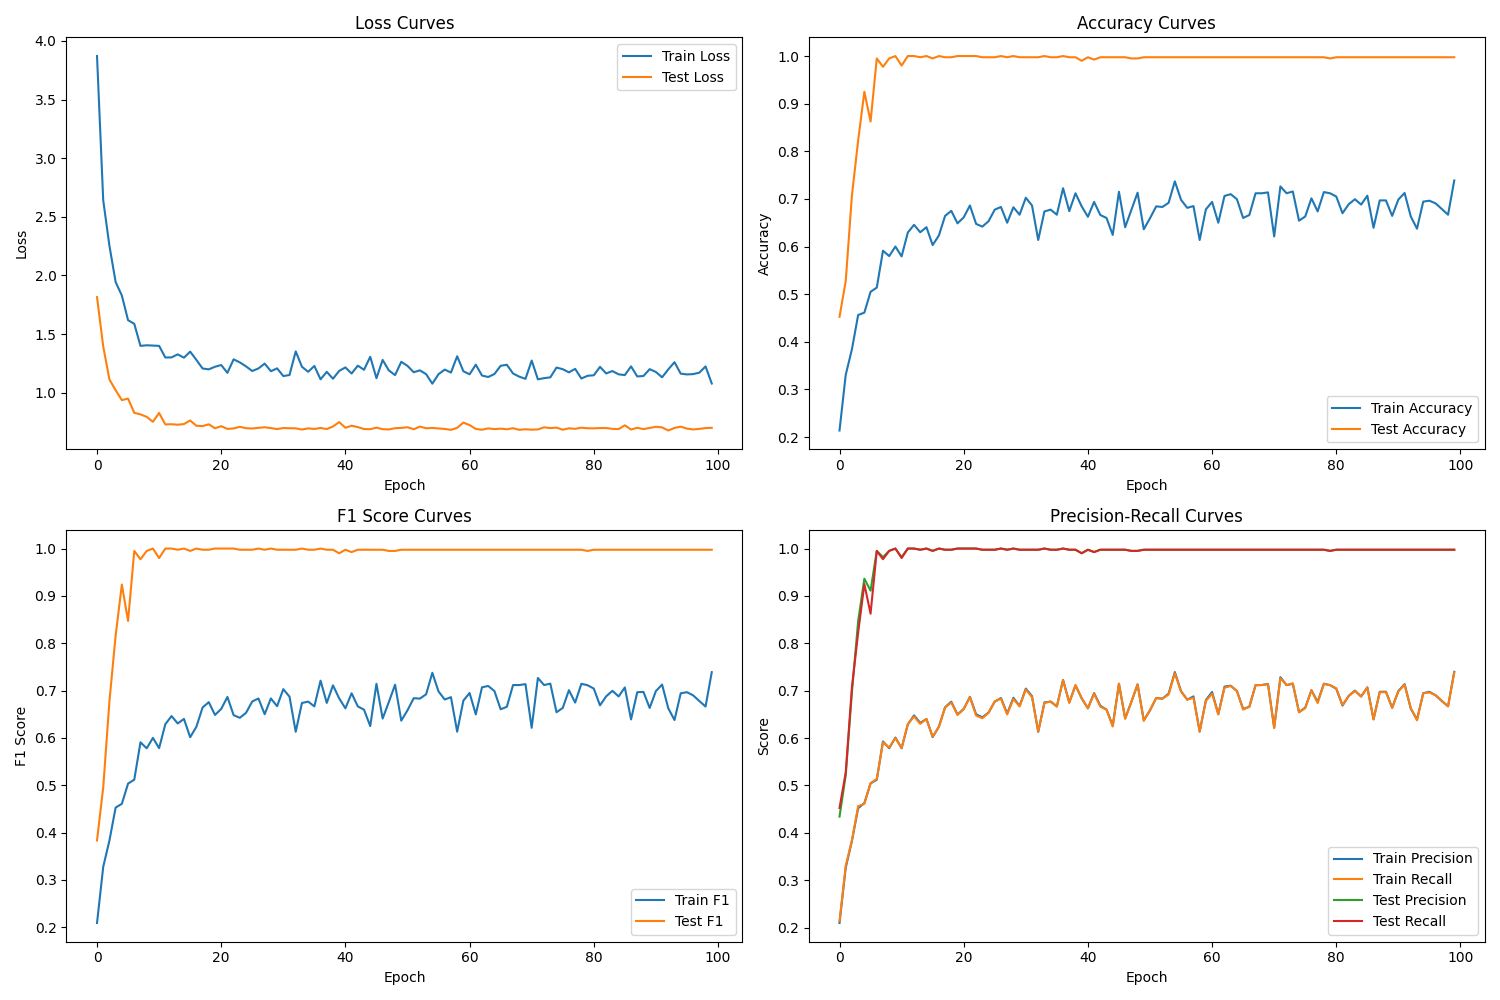 Loss Curves
4.0
3.5
3.0
2.5
2.0
1.5
1.0
Loss
0 20 40 60 80 100
Epoch
Train Loss
Test Loss
Accuracy Curves
1.0
0.9
0.8
0.7
0.6
0.5
0.4
0.3
0.2
Accuracy
0 20 40 60 80 100
Epoch
Train Accuracy
Test Accuracy
F1 Score Curves
1.0
0.9
0.8
0.7
0.6
0.5
0.4
0.3
0.2
F1 Score
0 20 40 60 80 100
Epoch
Train F1
Test F1
Precision-Recall Curves
1.0
0.9
0.8
0.7
0.6
0.5
0.4
0.3
0.2
Score
0 20 40 60 80 100
Epoch
Train Precision
Train Recall
Test Precision
Test Recall